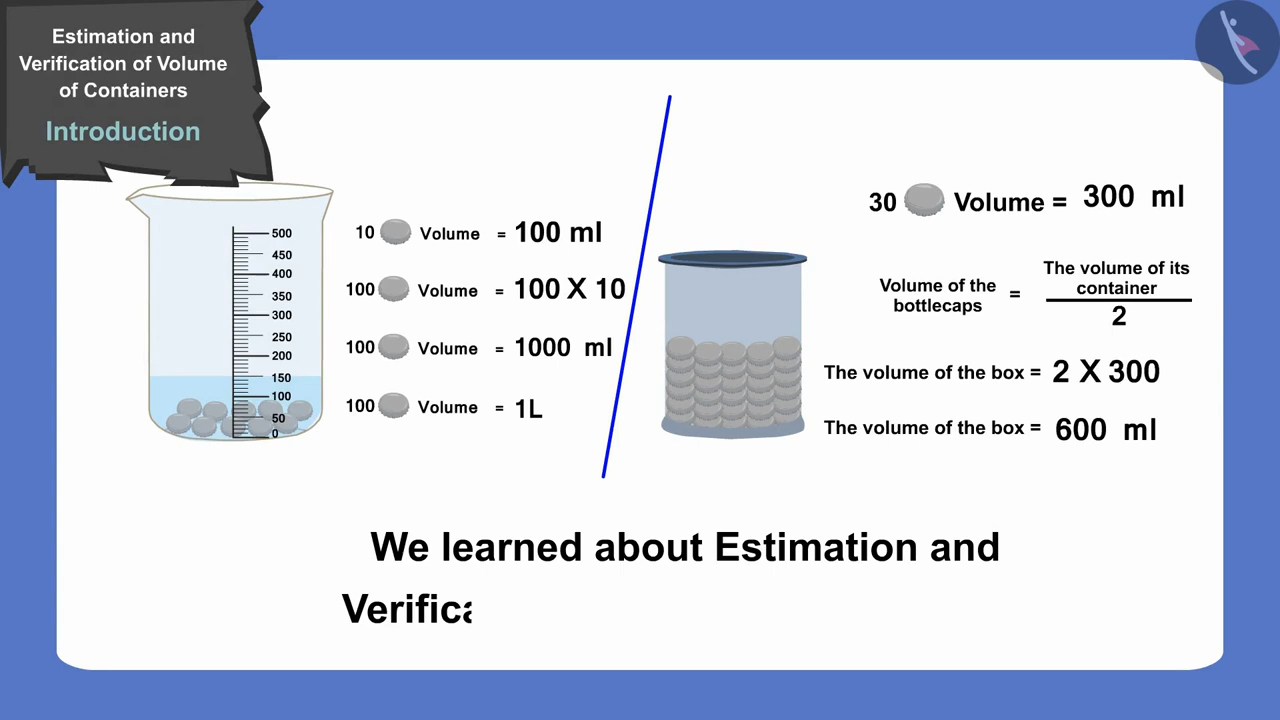 Estimation and
Verification of Volume
of Containers
Introduction
500
450
400
350
300
250
200
150
100
50
0
10 Volume = 100 ml
100 Volume = 100 X 10
100 Volume = 1000 ml
100 Volume = 1L
30 Volume = 300 ml
Volume of the
bottlecaps
=
The volume of its
container
2
The volume of the box = 2 X 300
The volume of the box = 600 ml
We learned about Estimation and
Verifica